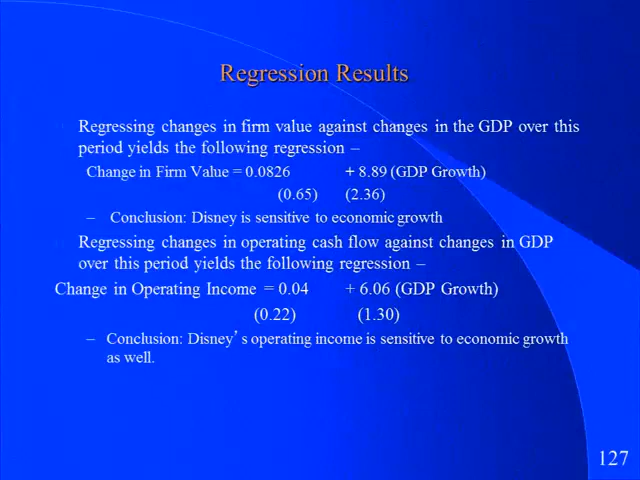 Regression Results
Regressing changes in firm value against changes in the GDP over this
period yields the following regression –
Change in Firm Value = 0.0826 + 8.89 (GDP Growth)
(0.65) (2.36)
– Conclusion: Disney is sensitive to economic growth
Regressing changes in operating cash flow against changes in GDP
over this period yields the following regression –
Change in Operating Income = 0.04 + 6.06 (GDP Growth)
(0.22) (1.30)
– Conclusion: Disney’s operating income is sensitive to economic growth
as well.
127